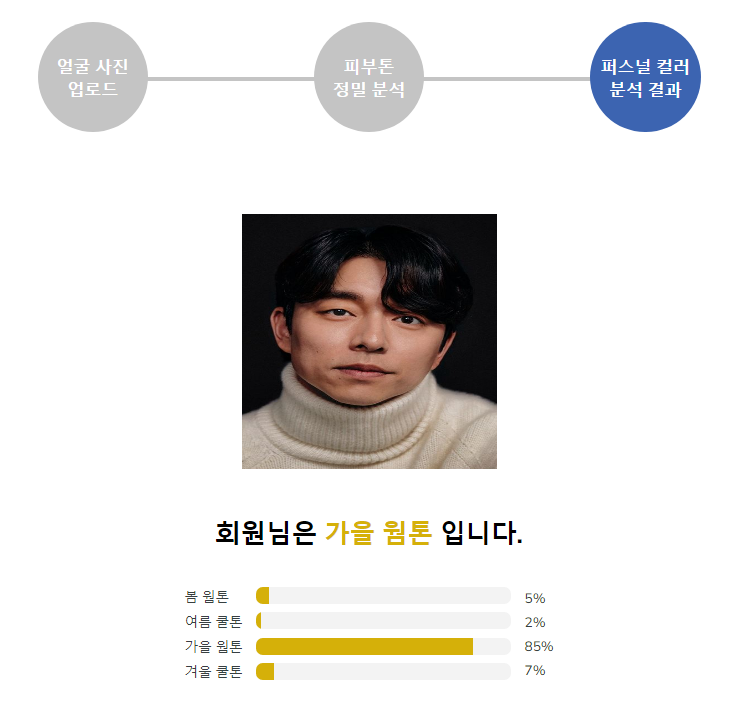 얼굴 사진
업로드
피부톤
정밀 분석
퍼스널 컬러
분석 결과
회원님은 가을 웜톤 입니다.
봄 웜톤 5%
여름 쿨톤 2%
가을 웜톤 85%
겨울 쿨톤 7%